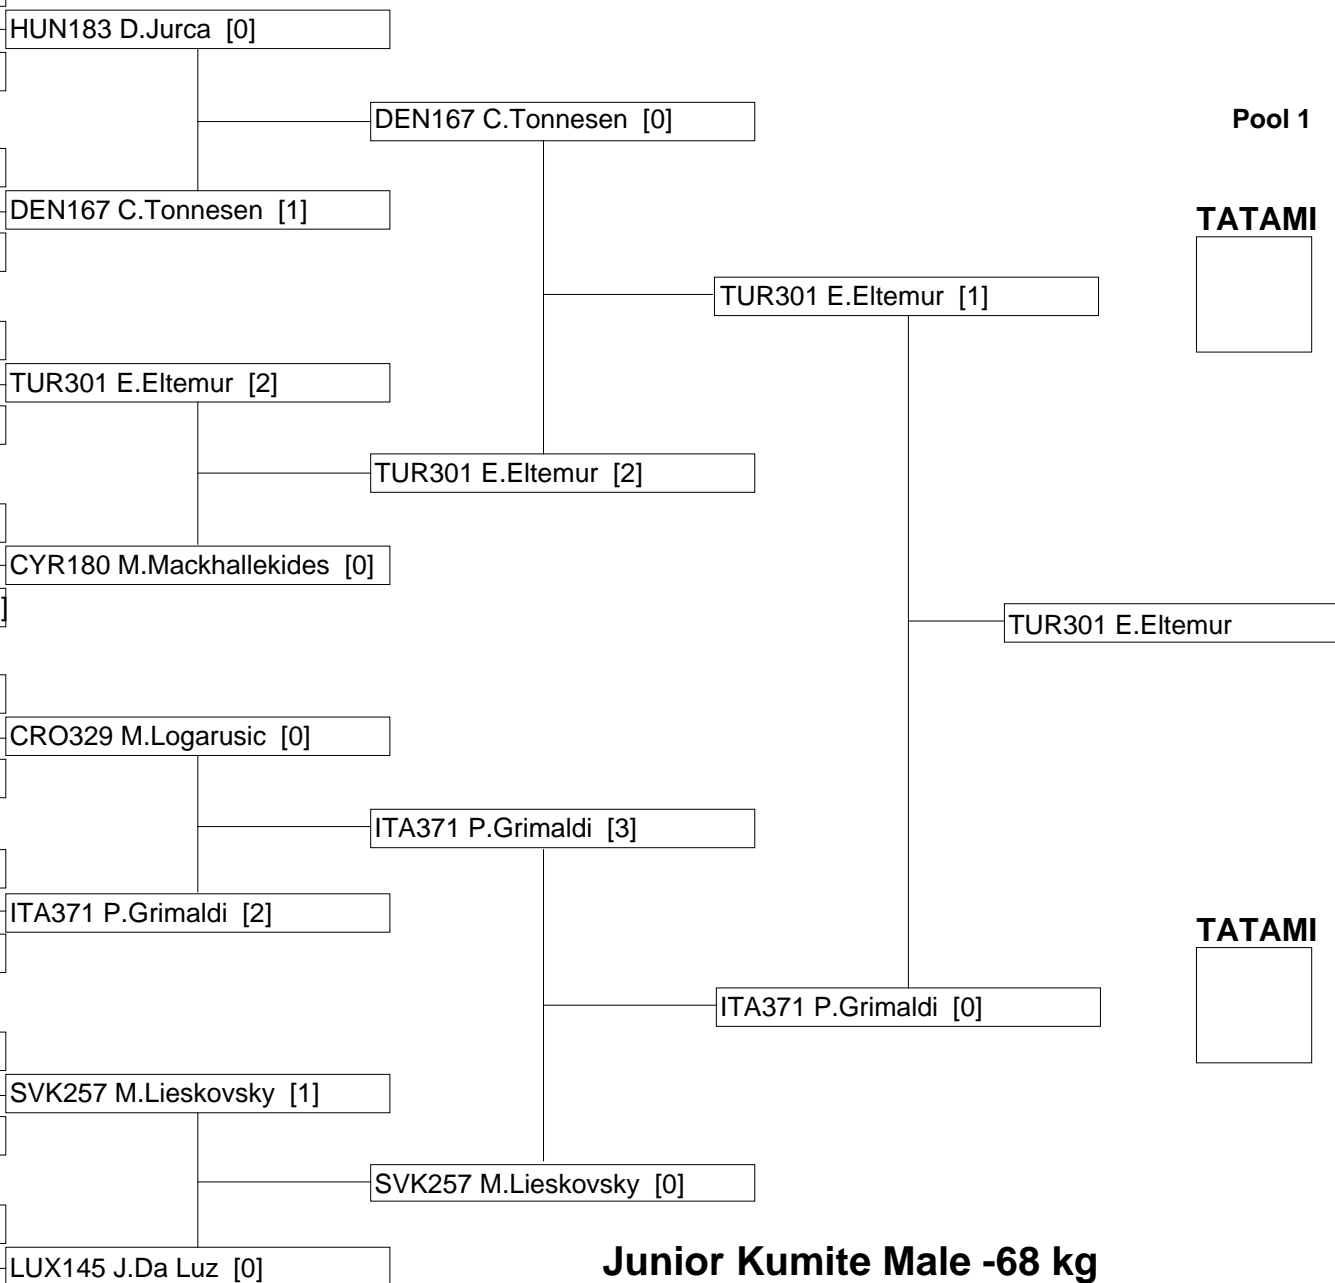 HUN183 D.Jurca [0]
DEN167 C.Tonnesen [0]
Pool 1
DEN167 C.Tonnesen [1]
TATAMI
TUR301 E.Eltemur [1]
TUR301 E.Eltemur [2]
TUR301 E.Eltemur [2]
CYR180 M.Mackhallekides [0]
]
TUR301 E.Eltemur
CRO329 M.Logarusic [0]
ITA371 P.Grimaldi [3]
ITA371 P.Grimaldi [2]
TATAMI
ITA371 P.Grimaldi [0]
SVK257 M.Lieskovsky [1]
SVK257 M.Lieskovsky [0]
Junior Kumite Male -68 kg
LUX145 J.Da Luz [0]